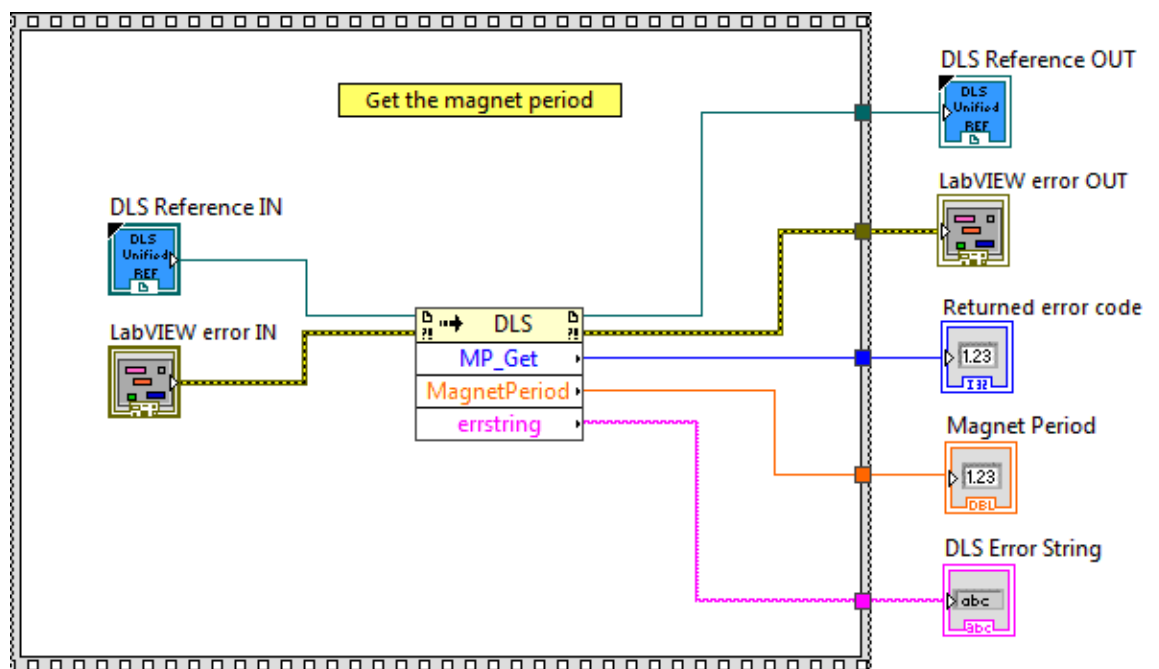 DLS Reference OUT
DLS
Unified
REF
Get the magnet period
LabVIEW error OUT
DLS Reference IN
DLS
Unified
REF
LabVIEW error IN
DLS
MP_Get
MagnetPeriod
errstring
Returned error code
1.23
I32
Magnet Period
1.23
DBL
DLS Error String
abc
abc